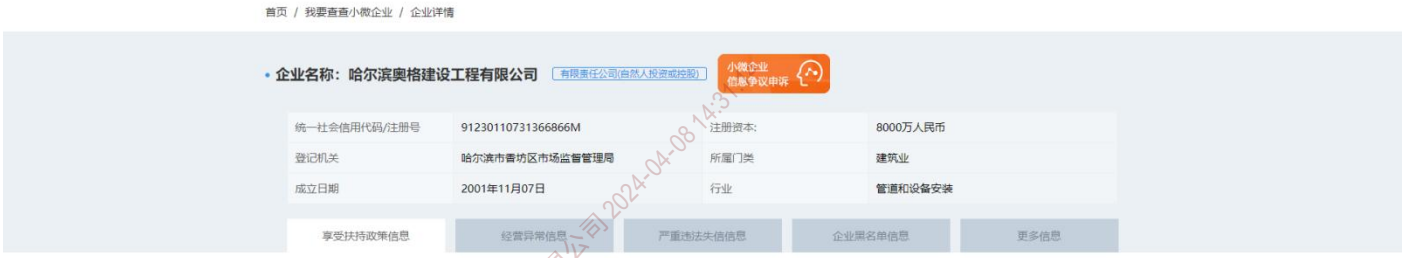 首页 / 我要查查小微企业 / 企业详情
• 企业名称：哈尔滨奥格建设工程有限公司 有限责任公司(自然人投资或控股) 小微企业
信息争议申诉
统一社会信用代码/注册号 91230110731366866M 注册资本: 8000万人民币
登记机关 哈尔滨市香坊区市场监督管理局 所属门类 建筑业
成立日期 2001年11月07日 行业 管道和设备安装
享受扶持政策信息 经营异常信息 严重违法失信信息 企业黑名单信息 更多信息
限公司 2024-04-08 14:31